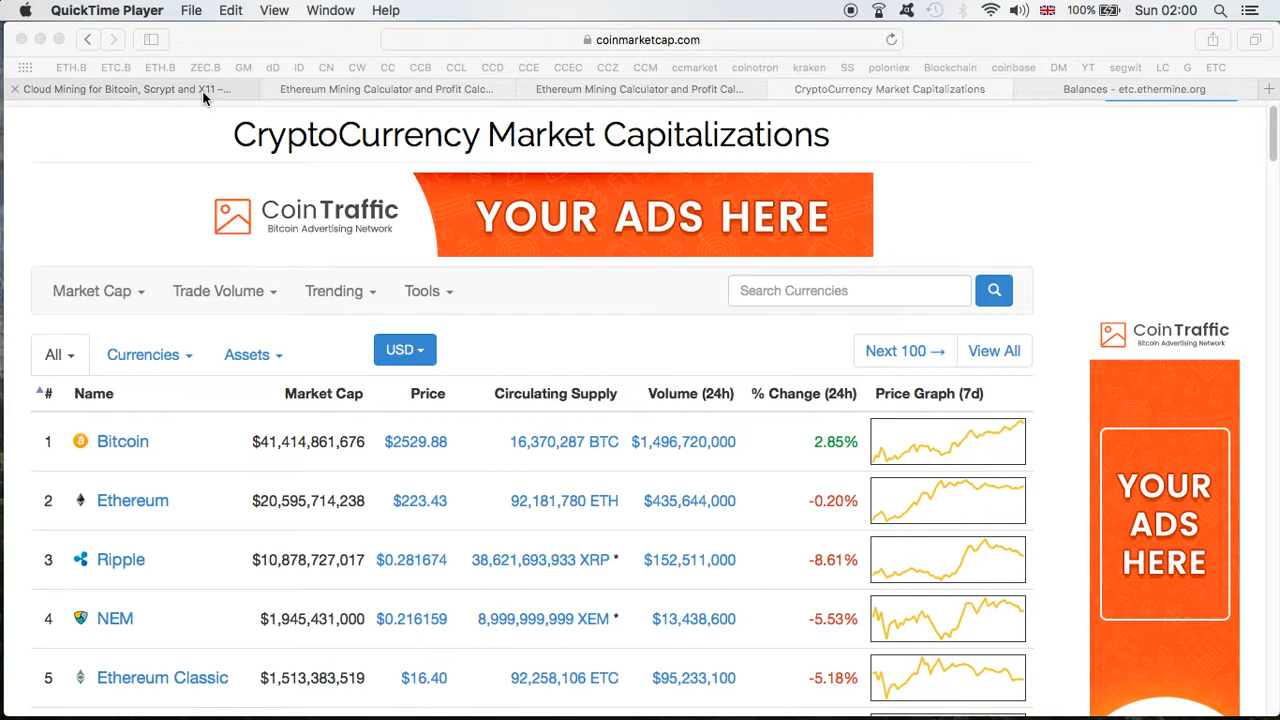 QuickTime Player File Edit View Window Help 100% Sun 02:00
coinmarketcap.com
ETH.B ETC.B ETH.B ZEC.B GM dD ID CN CW CC CCB CCL CCD CCE CCEC CCZ CCM ccmarket coinotron kraken SS poloniex Blockchain coinbase DM YT segwit LC G ETC
Cloud Mining for Bitcoin, Scrypt and X11 –... Ethereum Mining Calculator and Profit Calc... Ethereum Mining Calculator and Profit Cal... CryptoCurrency Market Capitalizations Balances - etc.ethermine.org
CryptoCurrency Market Capitalizations
CoinTraffic
Bitcoin Advertising Network
YOUR ADS HERE
Market Cap Trade Volume Trending Tools Search Currencies
All Currencies Assets USD Next 100 → View All
# Name Market Cap Price Circulating Supply Volume (24h) % Change (24h) Price Graph (7d)
1 Bitcoin $41,414,861,676 $2529.88 16,370,287 BTC $1,496,720,000 2.85%
2 Ethereum $20,595,714,238 $223.43 92,181,780 ETH $435,644,000 -0.20%
3 Ripple $10,878,727,017 $0.281674 38,621,693,933 XRP * $152,511,000 -8.61%
4 NEM $1,945,431,000 $0.216159 8,999,999,999 XEM * $13,438,600 -5.53%
5 Ethereum Classic $1,513,383,519 $16.40 92,258,106 ETC $95,233,100 -5.18%
CoinTraffic
Bitcoin Advertising Network
YOUR
ADS
HERE